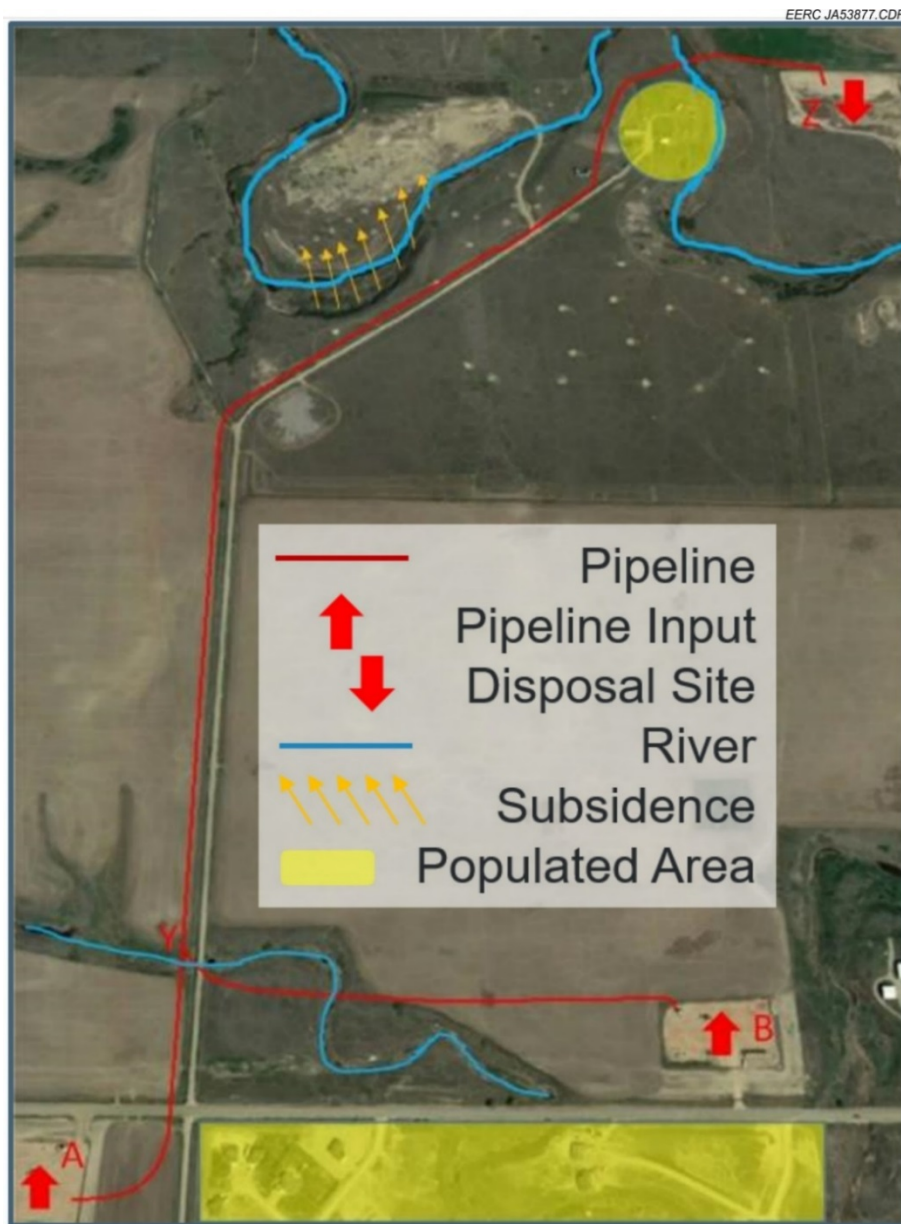 EERC JA53877.CDR
Z
Pipeline
Pipeline Input
Disposal Site
River
Subsidence
Populated Area
Y
B
A